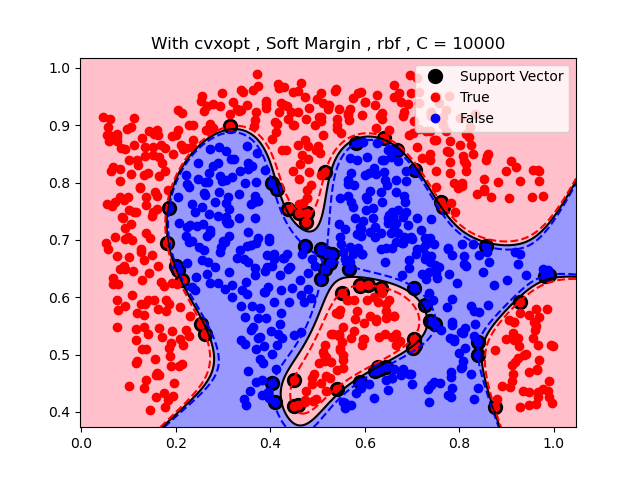 With cvxopt , Soft Margin , rbf , C = 10000
Support Vector
True
False
1.0
0.9
0.8
0.7
0.6
0.5
0.4
0.0 0.2 0.4 0.6 0.8 1.0